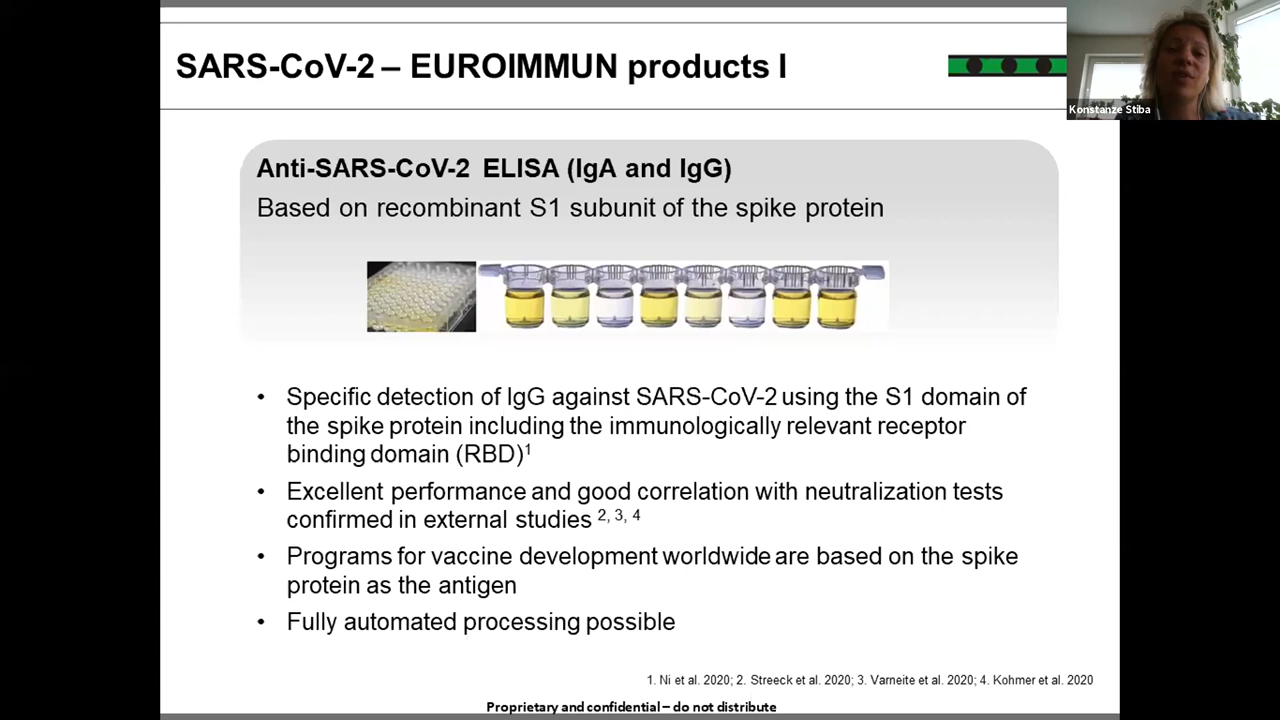 SARS-CoV-2 – EUROIMMUN products I
Konstanze Stiba
Anti-SARS-CoV-2 ELISA (IgA and IgG)
Based on recombinant S1 subunit of the spike protein
• Specific detection of IgG against SARS-CoV-2 using the S1 domain of
the spike protein including the immunologically relevant receptor
binding domain (RBD)¹
• Excellent performance and good correlation with neutralization tests
confirmed in external studies ², ³, ⁴
• Programs for vaccine development worldwide are based on the spike
protein as the antigen
• Fully automated processing possible
1. Ni et al. 2020; 2. Streeck et al. 2020; 3. Varneite et al. 2020; 4. Kohmer et al. 2020
Proprietary and confidential – do not distribute